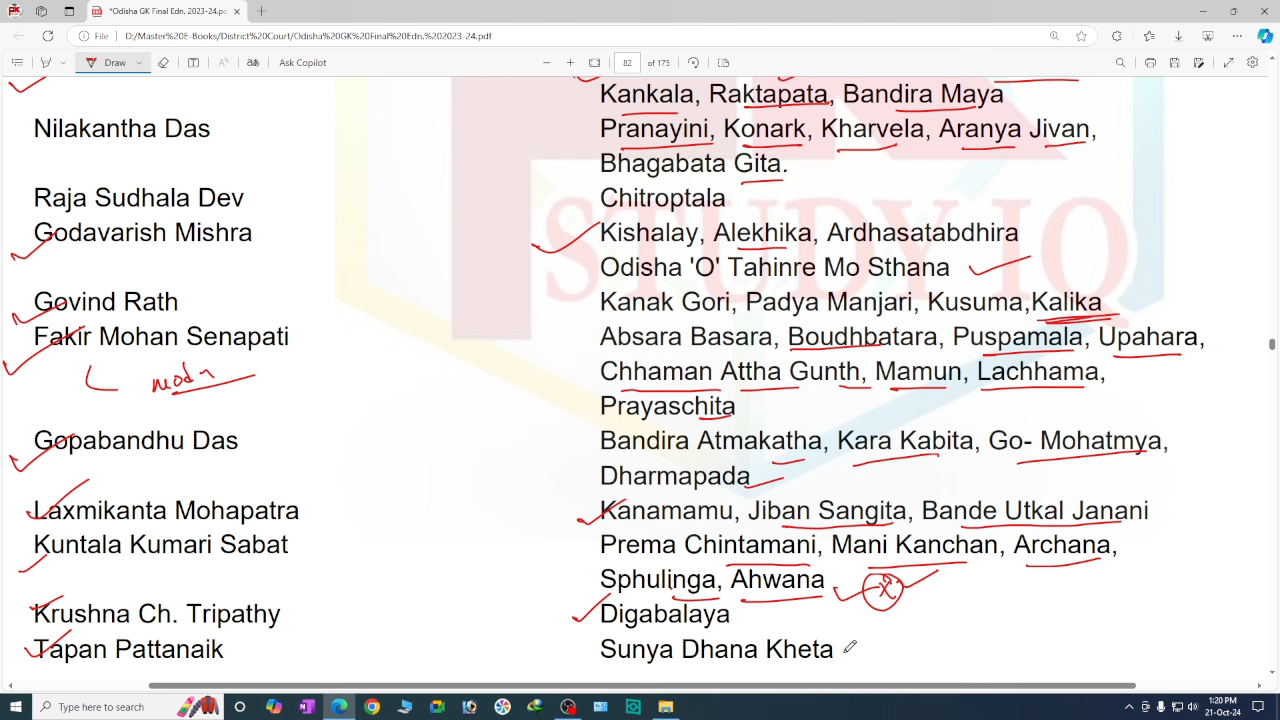 *Odisha GK Final Edn. 2023-24.pd
File D:/Master%20E-Books/District%20Court/Odisha%20GK%20Final%20Edn.%202023-24.pdf
Draw Ask Copilot 82 of 175
Kankala, Raktapata, Bandira Maya
Nilakantha Das Pranayini, Konark, Kharvela, Aranya Jivan,
Bhagabata Gita.
Raja Sudhala Dev Chitroptala
Godavarish Mishra Kishalay, Alekhika, Ardhasatabdhira
Odisha 'O' Tahinre Mo Sthana
Govind Rath Kanak Gori, Padya Manjari, Kusuma,Kalika
Fakir Mohan Senapati Absara Basara, Boudhbatara, Puspamala, Upahara,
Chhaman Attha Gunth, Mamun, Lachhama,
Prayaschita
Gopabandhu Das Bandira Atmakatha, Kara Kabita, Go- Mohatmya,
Dharmapada
Laxmikanta Mohapatra Kanamamu, Jiban Sangita, Bande Utkal Janani
Kuntala Kumari Sabat Prema Chintamani, Mani Kanchan, Archana,
Sphulinga, Ahwana
Krushna Ch. Tripathy Digabalaya
Tapan Pattanaik Sunya Dhana Kheta
STUDY IQ
Type here to search
1:20 PM
21-Oct-24